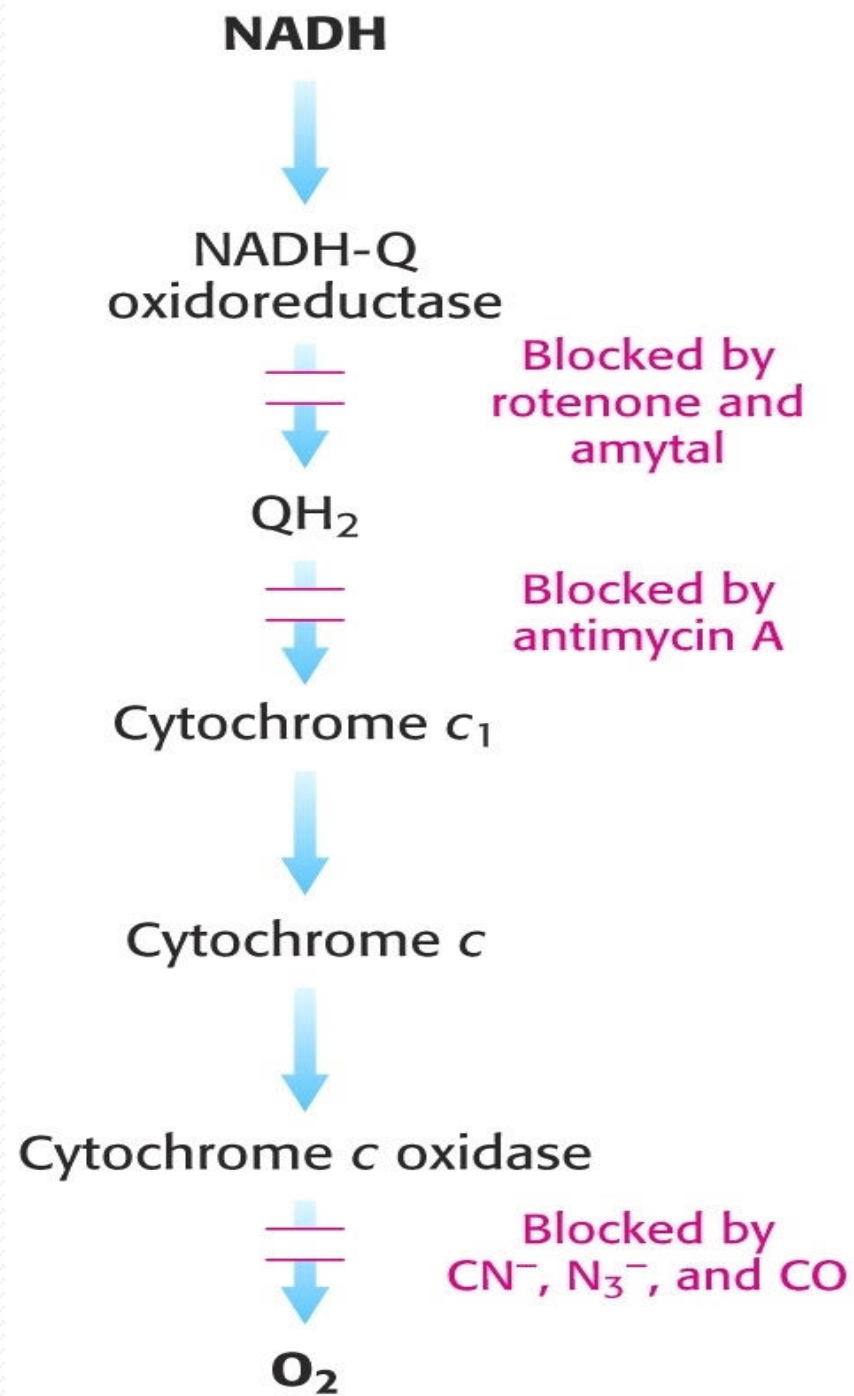 NADH
NADH-Q
oxidoreductase
Blocked by
rotenone and
amytal
QH₂
Blocked by
antimycin A
Cytochrome c₁
Cytochrome c
Cytochrome c oxidase
Blocked by
CN⁻, N₃⁻, and CO
O₂